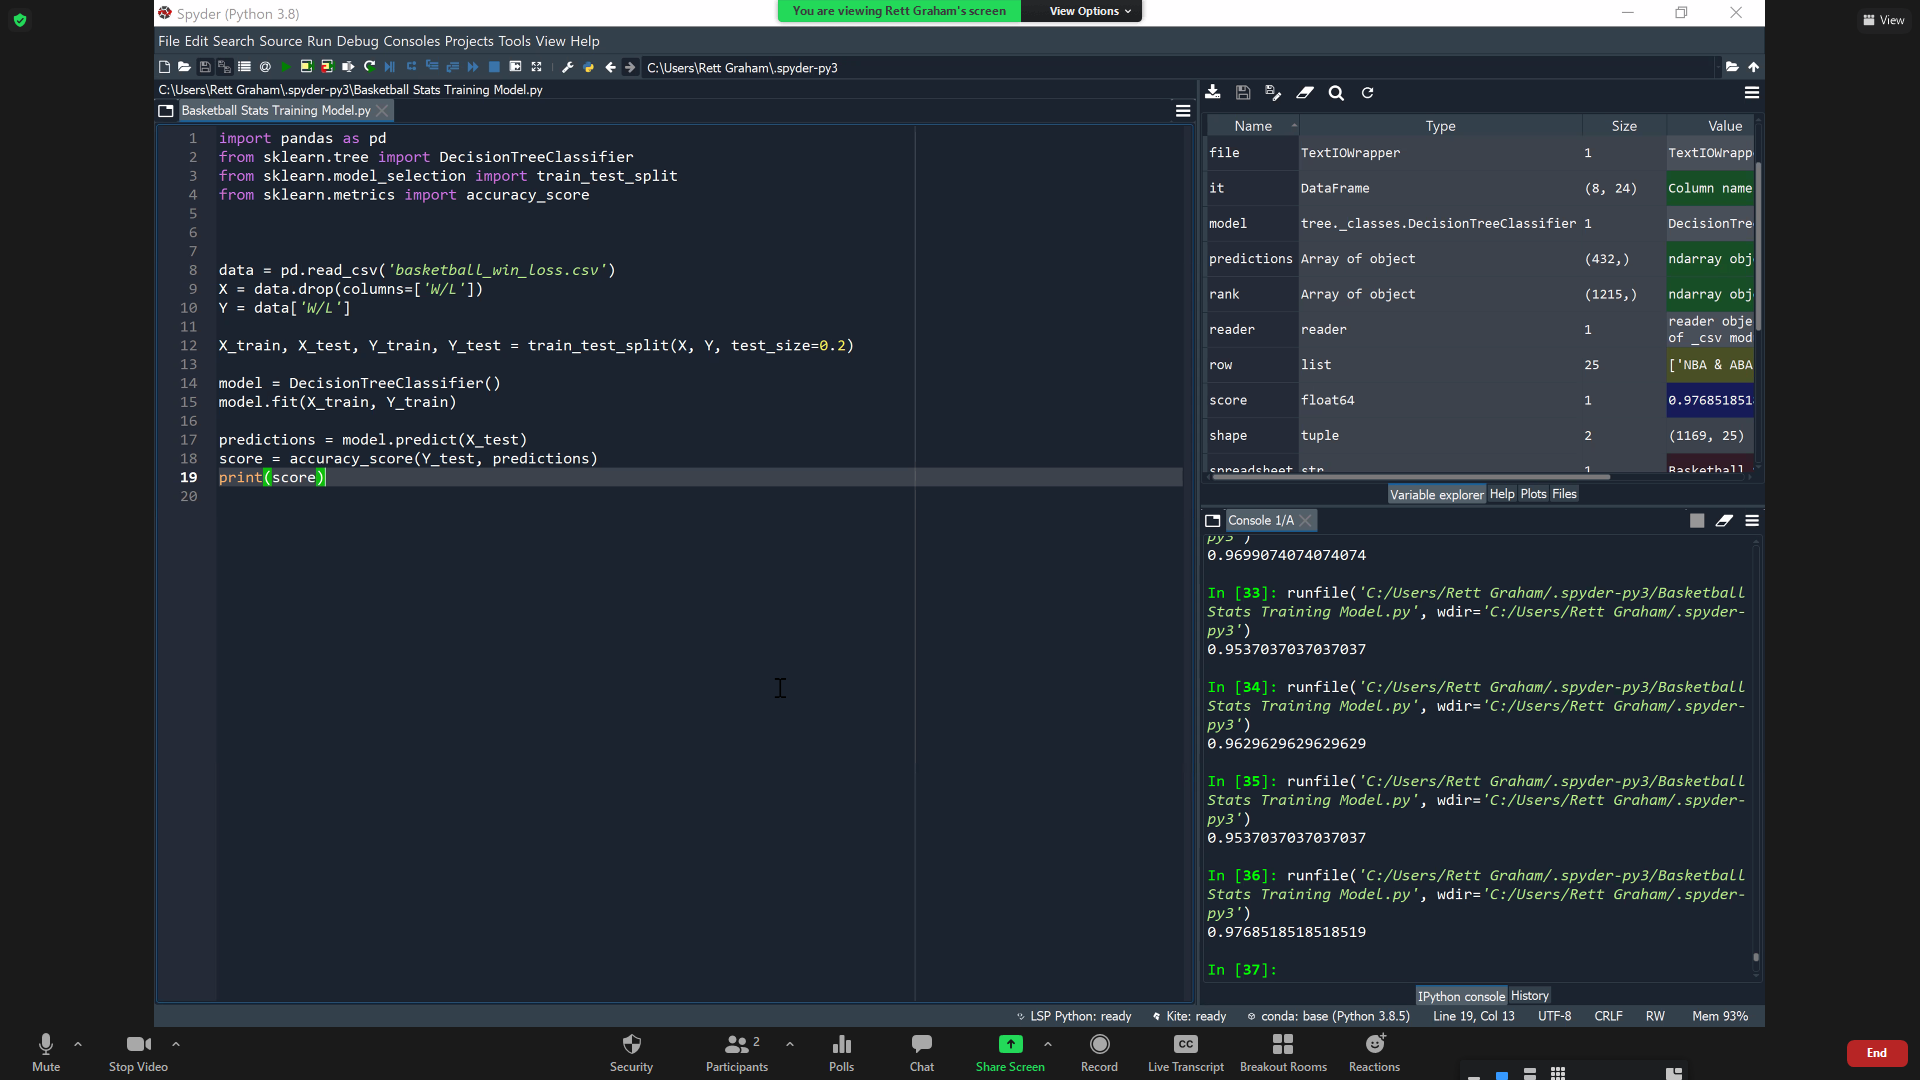 Spyder (Python 3.8)
You are viewing Rett Graham's screen
View Options
View
File Edit Search Source Run Debug Consoles Projects Tools View Help
C:\Users\Rett Graham\.spyder-py3
C:\Users\Rett Graham\.spyder-py3\Basketball Stats Training Model.py
Basketball Stats Training Model.py
1 import pandas as pd
2 from sklearn.tree import DecisionTreeClassifier
3 from sklearn.model_selection import train_test_split
4 from sklearn.metrics import accuracy_score
5
6
7
8 data = pd.read_csv('basketball_win_loss.csv')
9 X = data.drop(columns=['W/L'])
10 Y = data['W/L']
11
12 X_train, X_test, Y_train, Y_test = train_test_split(X, Y, test_size=0.2)
13
14 model = DecisionTreeClassifier()
15 model.fit(X_train, Y_train)
16
17 predictions = model.predict(X_test)
18 score = accuracy_score(Y_test, predictions)
19 print(score)
20
Name Type Size Value
file TextIOWrapper 1 TextIOWrapp
it DataFrame (8, 24) Column name
model tree._classes.DecisionTreeClassifier 1 DecisionTre
predictions Array of object (432,) ndarray obj
rank Array of object (1215,) ndarray obj
reader reader 1 reader obje
of _csv mod
row list 25 ['NBA & ABA
score float64 1 0.976851851
shape tuple 2 (1169, 25)
spreadsheet str 1 Basketball
Variable explorer Help Plots Files
Console 1/A
py3')
0.9699074074074074
In [33]: runfile('C:/Users/Rett Graham/.spyder-py3/Basketball
Stats Training Model.py', wdir='C:/Users/Rett Graham/.spyder-
py3')
0.9537037037037037
In [34]: runfile('C:/Users/Rett Graham/.spyder-py3/Basketball
Stats Training Model.py', wdir='C:/Users/Rett Graham/.spyder-
py3')
0.9629629629629629
In [35]: runfile('C:/Users/Rett Graham/.spyder-py3/Basketball
Stats Training Model.py', wdir='C:/Users/Rett Graham/.spyder-
py3')
0.9537037037037037
In [36]: runfile('C:/Users/Rett Graham/.spyder-py3/Basketball
Stats Training Model.py', wdir='C:/Users/Rett Graham/.spyder-
py3')
0.9768518518518519
In [37]:
IPython console History
LSP Python: ready Kite: ready conda: base (Python 3.8.5) Line 19, Col 13 UTF-8 CRLF RW Mem 93%
2
CC
Mute Stop Video Security Participants Polls Chat Share Screen Record Live Transcript Breakout Rooms Reactions
End